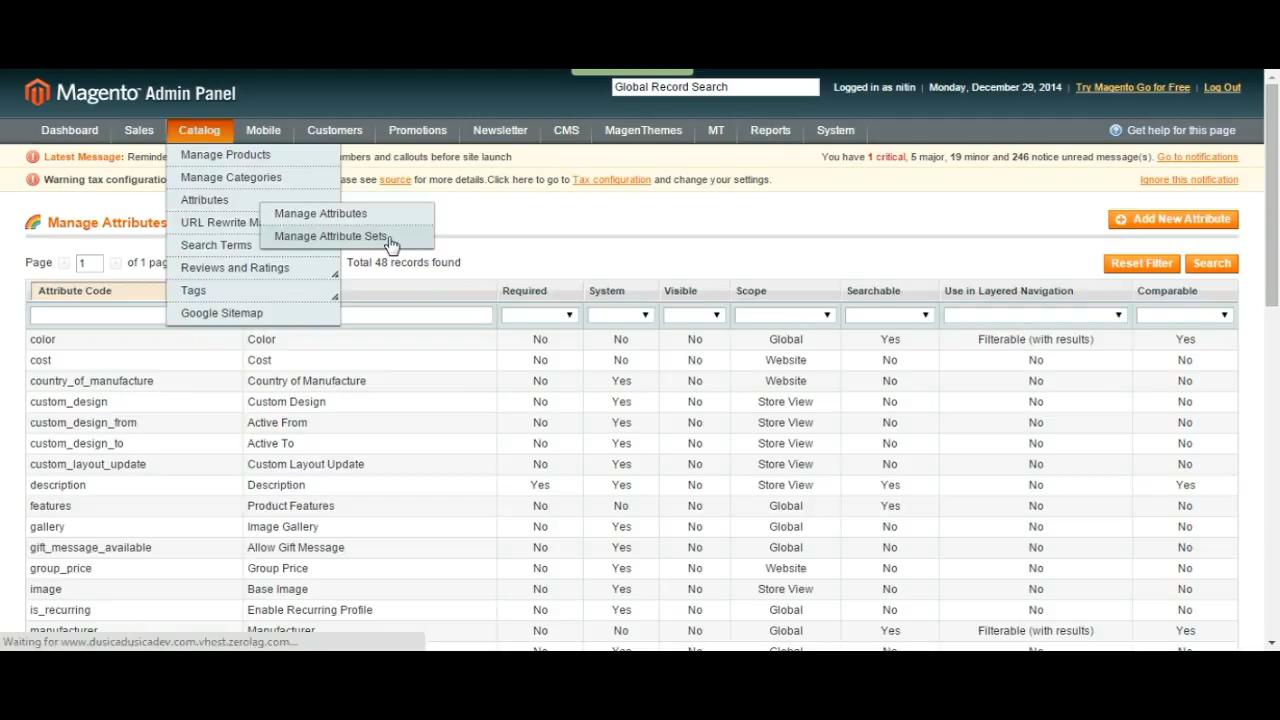 Magento Admin Panel
Global Record Search
Logged in as nitin | Monday, December 29, 2014 | Try Magento Go for Free | Log Out
Dashboard Sales Catalog Mobile Customers Promotions Newsletter CMS MagenThemes MT Reports System Get help for this page
Latest Message: Reminde
mbers and callouts before site launch
You have 1 critical, 5 major, 19 minor and 246 notice unread message(s). Go to notifications
Warning tax configuratio
ase see source for more details.Click here to go to Tax configuration and change your settings.
Ignore this notification
Manage Products
Manage Categories
Attributes
URL Rewrite Ma
Search Terms
Reviews and Ratings
Tags
Google Sitemap
Manage Attributes
Manage Attribute Sets
Manage Attributes
Add New Attribute
Page 1 of 1 pag
Total 48 records found
Reset Filter Search
Attribute Code Required System Visible Scope Searchable Use in Layered Navigation Comparable
color Color No No No Global Yes Filterable (with results) Yes
cost Cost No No No Website No No No
country_of_manufacture Country of Manufacture No Yes No Website No No No
custom_design Custom Design No Yes No Store View No No No
custom_design_from Active From No Yes No Store View No No No
custom_design_to Active To No Yes No Store View No No No
custom_layout_update Custom Layout Update No Yes No Store View No No No
description Description Yes Yes No Store View Yes No Yes
features Product Features No No No Global Yes No No
gallery Image Gallery No Yes No Global No No No
gift_message_available Allow Gift Message No Yes No Global No No No
group_price Group Price No Yes No Website No No No
image Base Image No Yes No Store View No No No
is_recurring Enable Recurring Profile No Yes No Global No No No
manufacturer Manufacturer No No No Global Yes Filterable (with results) Yes
Waiting for www.dusicadusicadev.com.vhost.zerolag.com...